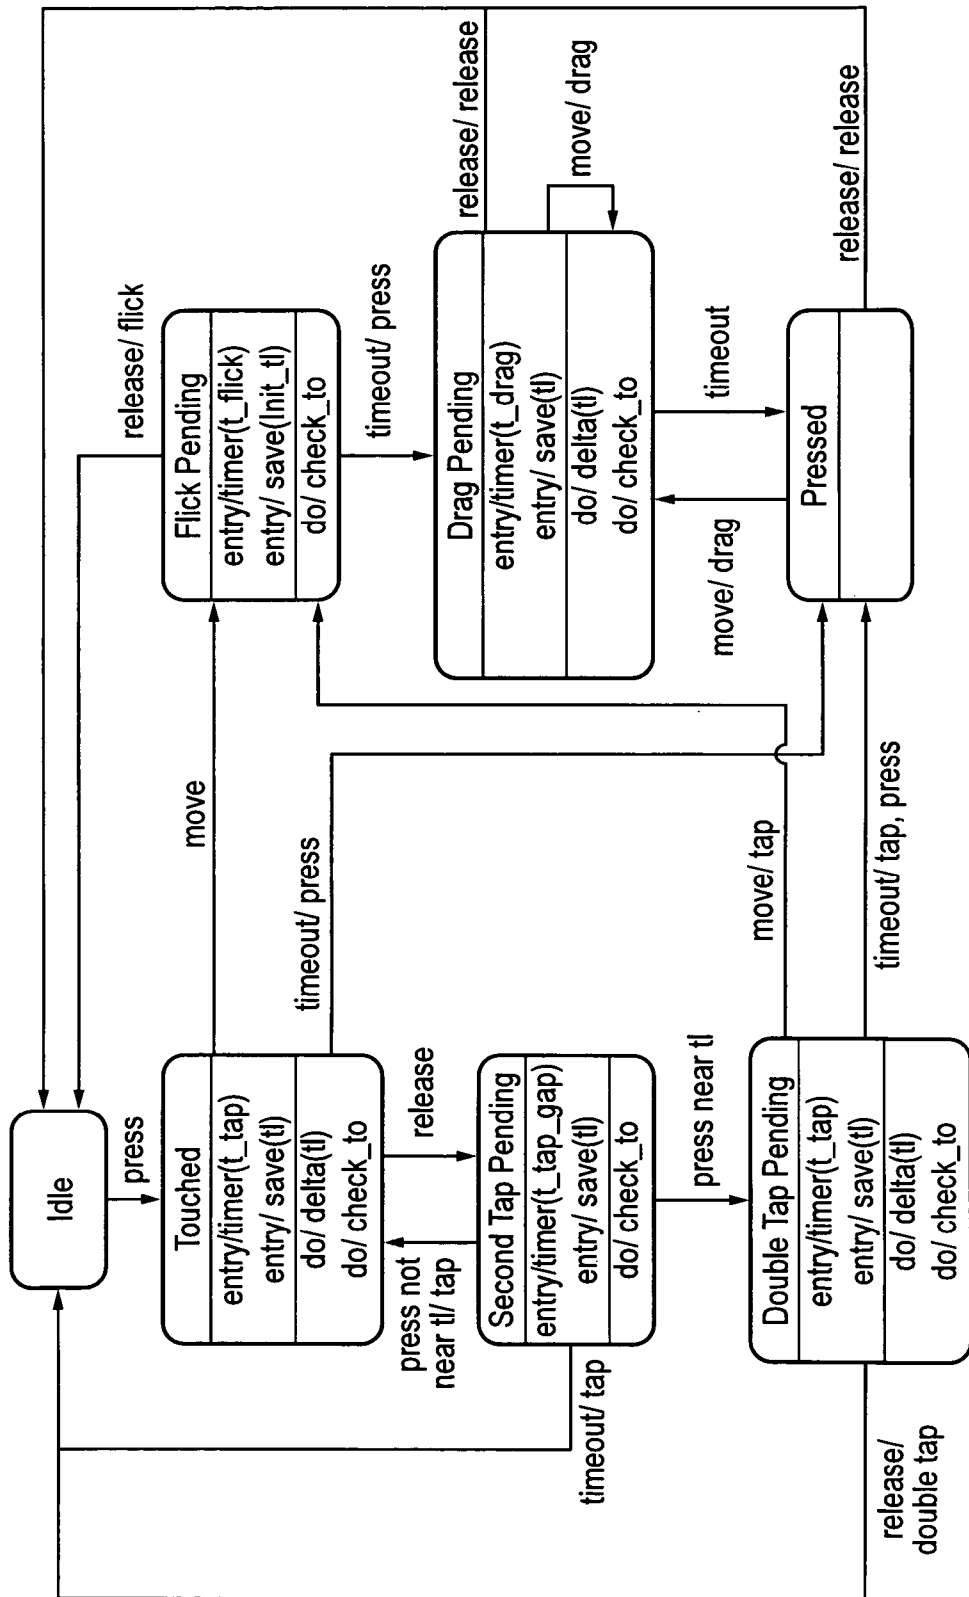 Idle
press
Touched
entry/timer(t_tap)
entry/ save(tl)
do/ delta(tl)
do/ check_to
move
timeout/ press
release
press not
near tl/ tap
Second Tap Pending
entry/timer(t_tap_gap)
entry/ save(tl)
do/ check_to
timeout/ tap
press near tl
Double Tap Pending
entry/timer(t_tap)
entry/ save(tl)
do/ delta(tl)
do/ check_to
release/
double tap
move/tap
timeout/ tap, press
release/ flick
Flick Pending
entry/timer(t_flick)
entry/ save(Init_tl)
do/ check_to
timeout/ press
Drag Pending
entry/timer(t_drag)
entry/ save(tl)
do/ delta(tl)
do/ check_to
move/ drag
release/ release
move/ drag
timeout
Pressed
release/ release